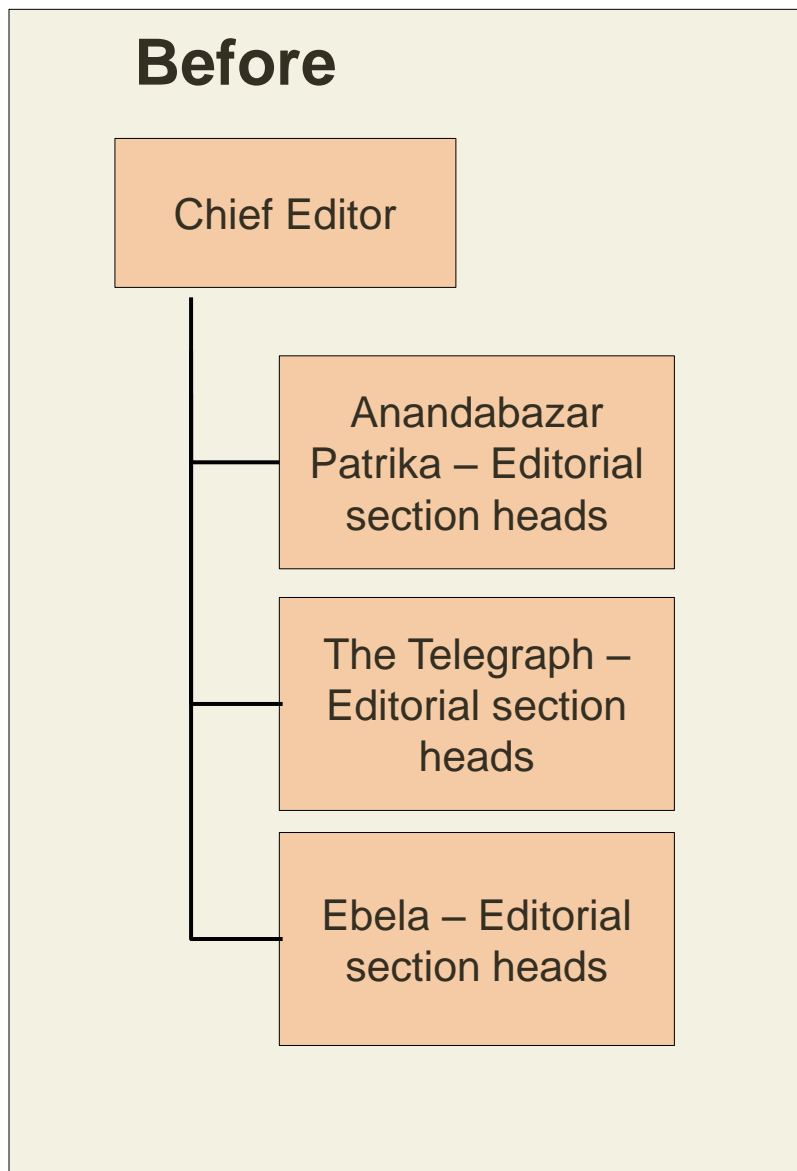 Before
Chief Editor
Anandabazar
Patrika – Editorial
section heads
The Telegraph –
Editorial section
heads
Ebela – Editorial
section heads